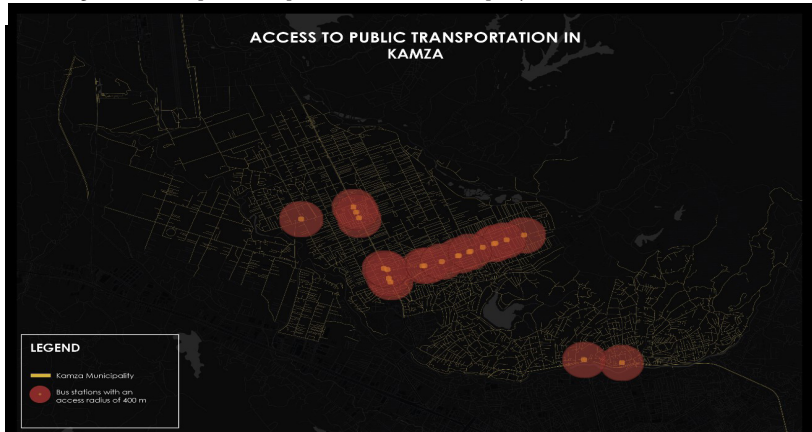 ACCESS TO PUBLIC TRANSPORTATION IN
KAMZA
LEGEND
Kamza Municipality
Bus stations with an
access radius of 400 m